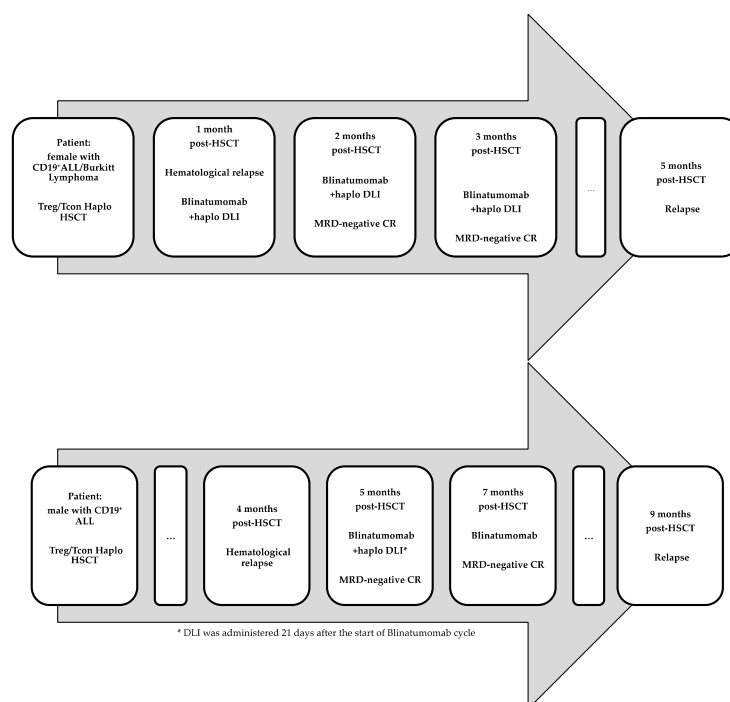 Patient:
female with
CD19⁺ALL/Burkitt
Lymphoma
Treg/Tcon Haplo
HSCT
1 month
post-HSCT
Hematological relapse
Blinatumomab
+haplo DLI
2 months
post-HSCT
Blinatumomab
+haplo DLI
MRD-negative CR
3 months
post-HSCT
Blinatumomab
+haplo DLI
MRD-negative CR
...
5 months
post-HSCT
Relapse
Patient:
male with CD19⁺
ALL
Treg/Tcon Haplo
HSCT
...
4 months
post-HSCT
Hematological
relapse
5 months
post-HSCT
Blinatumomab
+haplo DLI*
MRD-negative CR
7 months
post-HSCT
Blinatumomab
MRD-negative CR
...
9 months
post-HSCT
Relapse
* DLI was administered 21 days after the start of Blinatumomab cycle